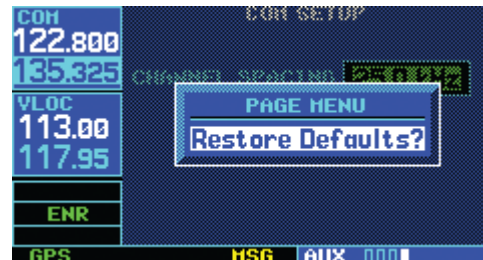 COM
122.800
135.325
VLOC
113.00
117.95
ENR
GPS
COM SETUP
CHANNEL SPACING 25.0 kHz
PAGE MENU
Restore Defaults?
MSG
AUX